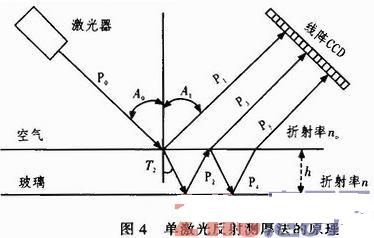 激光器
线阵CCD
P₀
A₀
A₁
P₁
P₃
P₅
空气
折射率n₀
T₂
P₂
P₄
h
玻璃
折射率n
图 4 单激光反射测厚法的原理